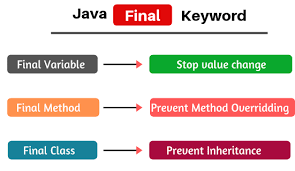 Java Final Keyword
Final Variable Stop value change
Final Method Prevent Method Overridding
Final Class Prevent Inheritance